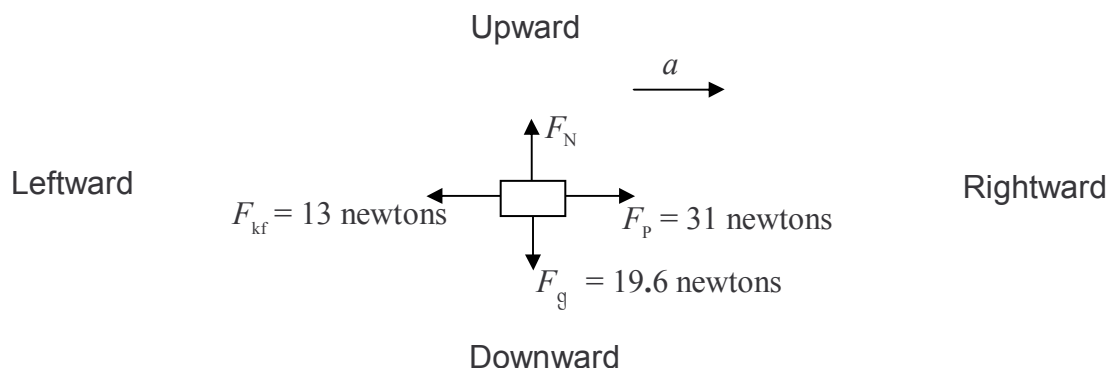 Upward
a
F_N
Leftward
Rightward
F_kf = 13 newtons
F_P = 31 newtons
F_g = 19.6 newtons
Downward